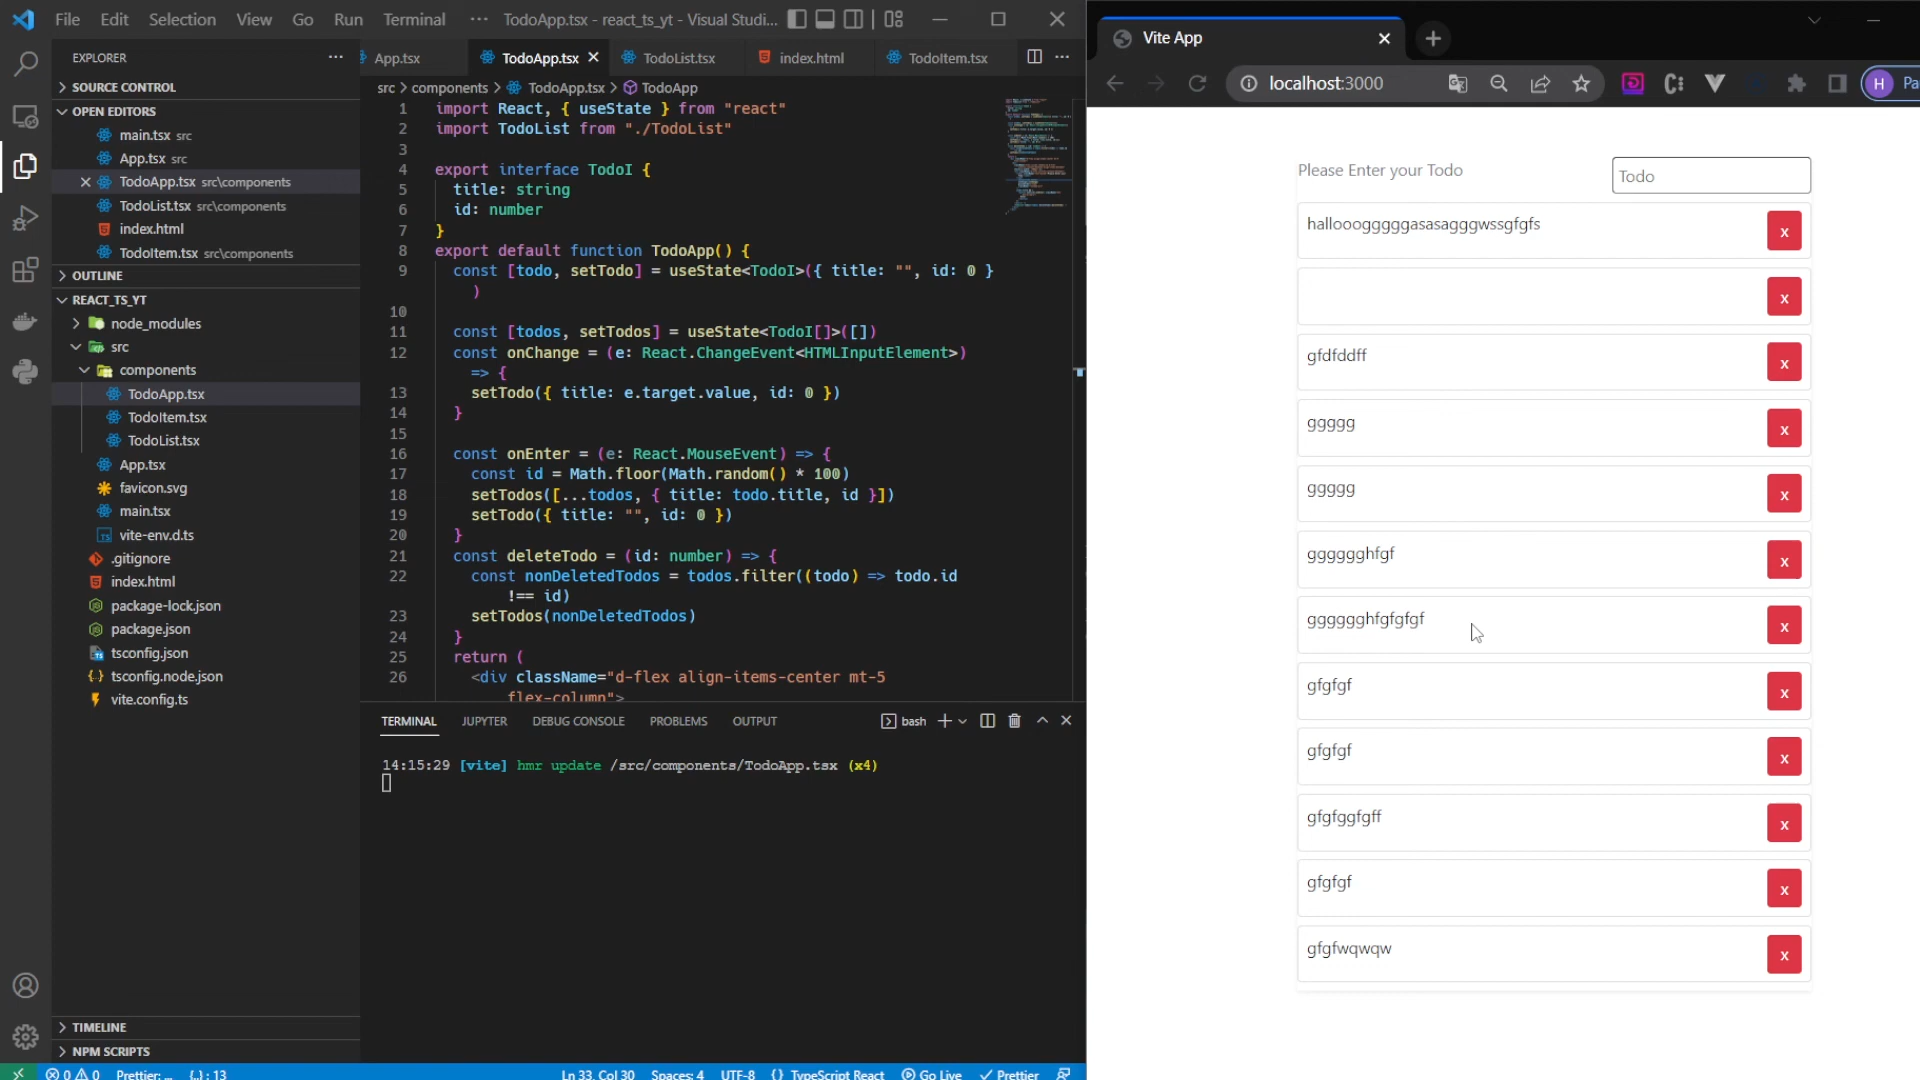 File Edit Selection View Go Run Terminal ··· TodoApp.tsx - react_ts_yt - Visual Studi...
EXPLORER ···
SOURCE CONTROL
OPEN EDITORS
main.tsx src
App.tsx src
TodoApp.tsx src\components
TodoList.tsx src\components
index.html
TodoItem.tsx src\components
OUTLINE
REACT_TS_YT
node_modules
src
components
TodoApp.tsx
TodoItem.tsx
TodoList.tsx
App.tsx
favicon.svg
main.tsx
vite-env.d.ts
.gitignore
index.html
package-lock.json
package.json
tsconfig.json
tsconfig.node.json
vite.config.ts
TIMELINE
NPM SCRIPTS
App.tsx TodoApp.tsx TodoList.tsx index.html TodoItem.tsx ···
src > components > TodoApp.tsx > TodoApp
1 import React, { useState } from "react"
2 import TodoList from "./TodoList"
3
4 export interface TodoI {
5 title: string
6 id: number
7 }
8 export default function TodoApp() {
9 const [todo, setTodo] = useState<TodoI>({ title: "", id: 0 }
)
10
11 const [todos, setTodos] = useState<TodoI[]>([])
12 const onChange = (e: React.ChangeEvent<HTMLInputElement>)
=> {
13 setTodo({ title: e.target.value, id: 0 })
14 }
15
16 const onEnter = (e: React.MouseEvent) => {
17 const id = Math.floor(Math.random() * 100)
18 setTodos([...todos, { title: todo.title, id }])
19 setTodo({ title: "", id: 0 })
20 }
21 const deleteTodo = (id: number) => {
22 const nonDeletedTodos = todos.filter((todo) => todo.id
!== id)
23 setTodos(nonDeletedTodos)
24 }
25 return (
26 <div className="d-flex align-items-center mt-5
flex-column">
TERMINAL JUPYTER DEBUG CONSOLE PROBLEMS OUTPUT bash
14:15:29 [vite] hmr update /src/components/TodoApp.tsx (x4)
0 0 Prettier: ... {..} : 13 Ln 33, Col 30 Spaces: 4 UTF-8 {} TypeScript React Go Live Prettier
Vite App
localhost:3000 H Pa
Please Enter your Todo Todo
halloooggggggasasagggwssgfgfs x
x
gfdfddff x
ggggg x
ggggg x
ggggggghfgf x
ggggggghfgfgfgf x
gfgfgf x
gfgfgf x
gfgfggfgff x
gfgfgf x
gfgfwqwqw x